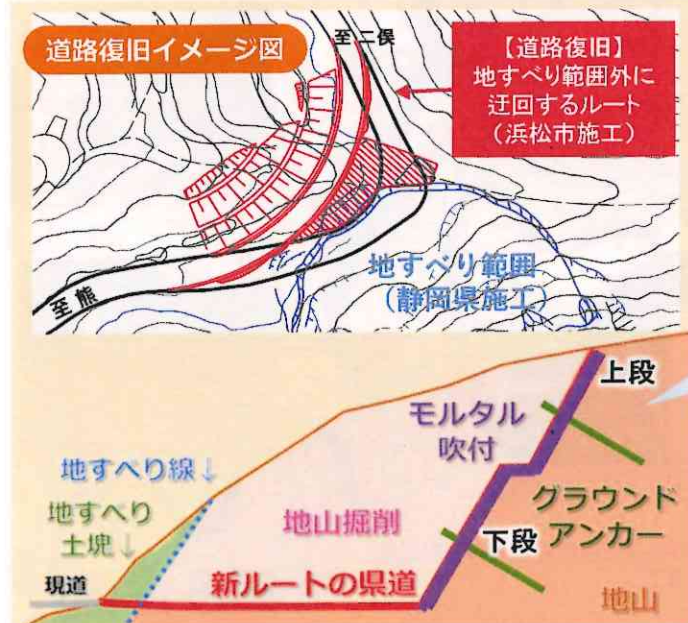 道路復旧イメージ図
至二俣
【道路復旧】
地すべり範囲外に
迂回するルート
(浜松市施工)
地すべり範囲
(静岡県施工)
至熊
上段
モルタル
吹付
地すべり線↓
地すべり
土塊↓
地山掘削
グラウンド
アンカー
下段
現道
新ルートの県道
地山